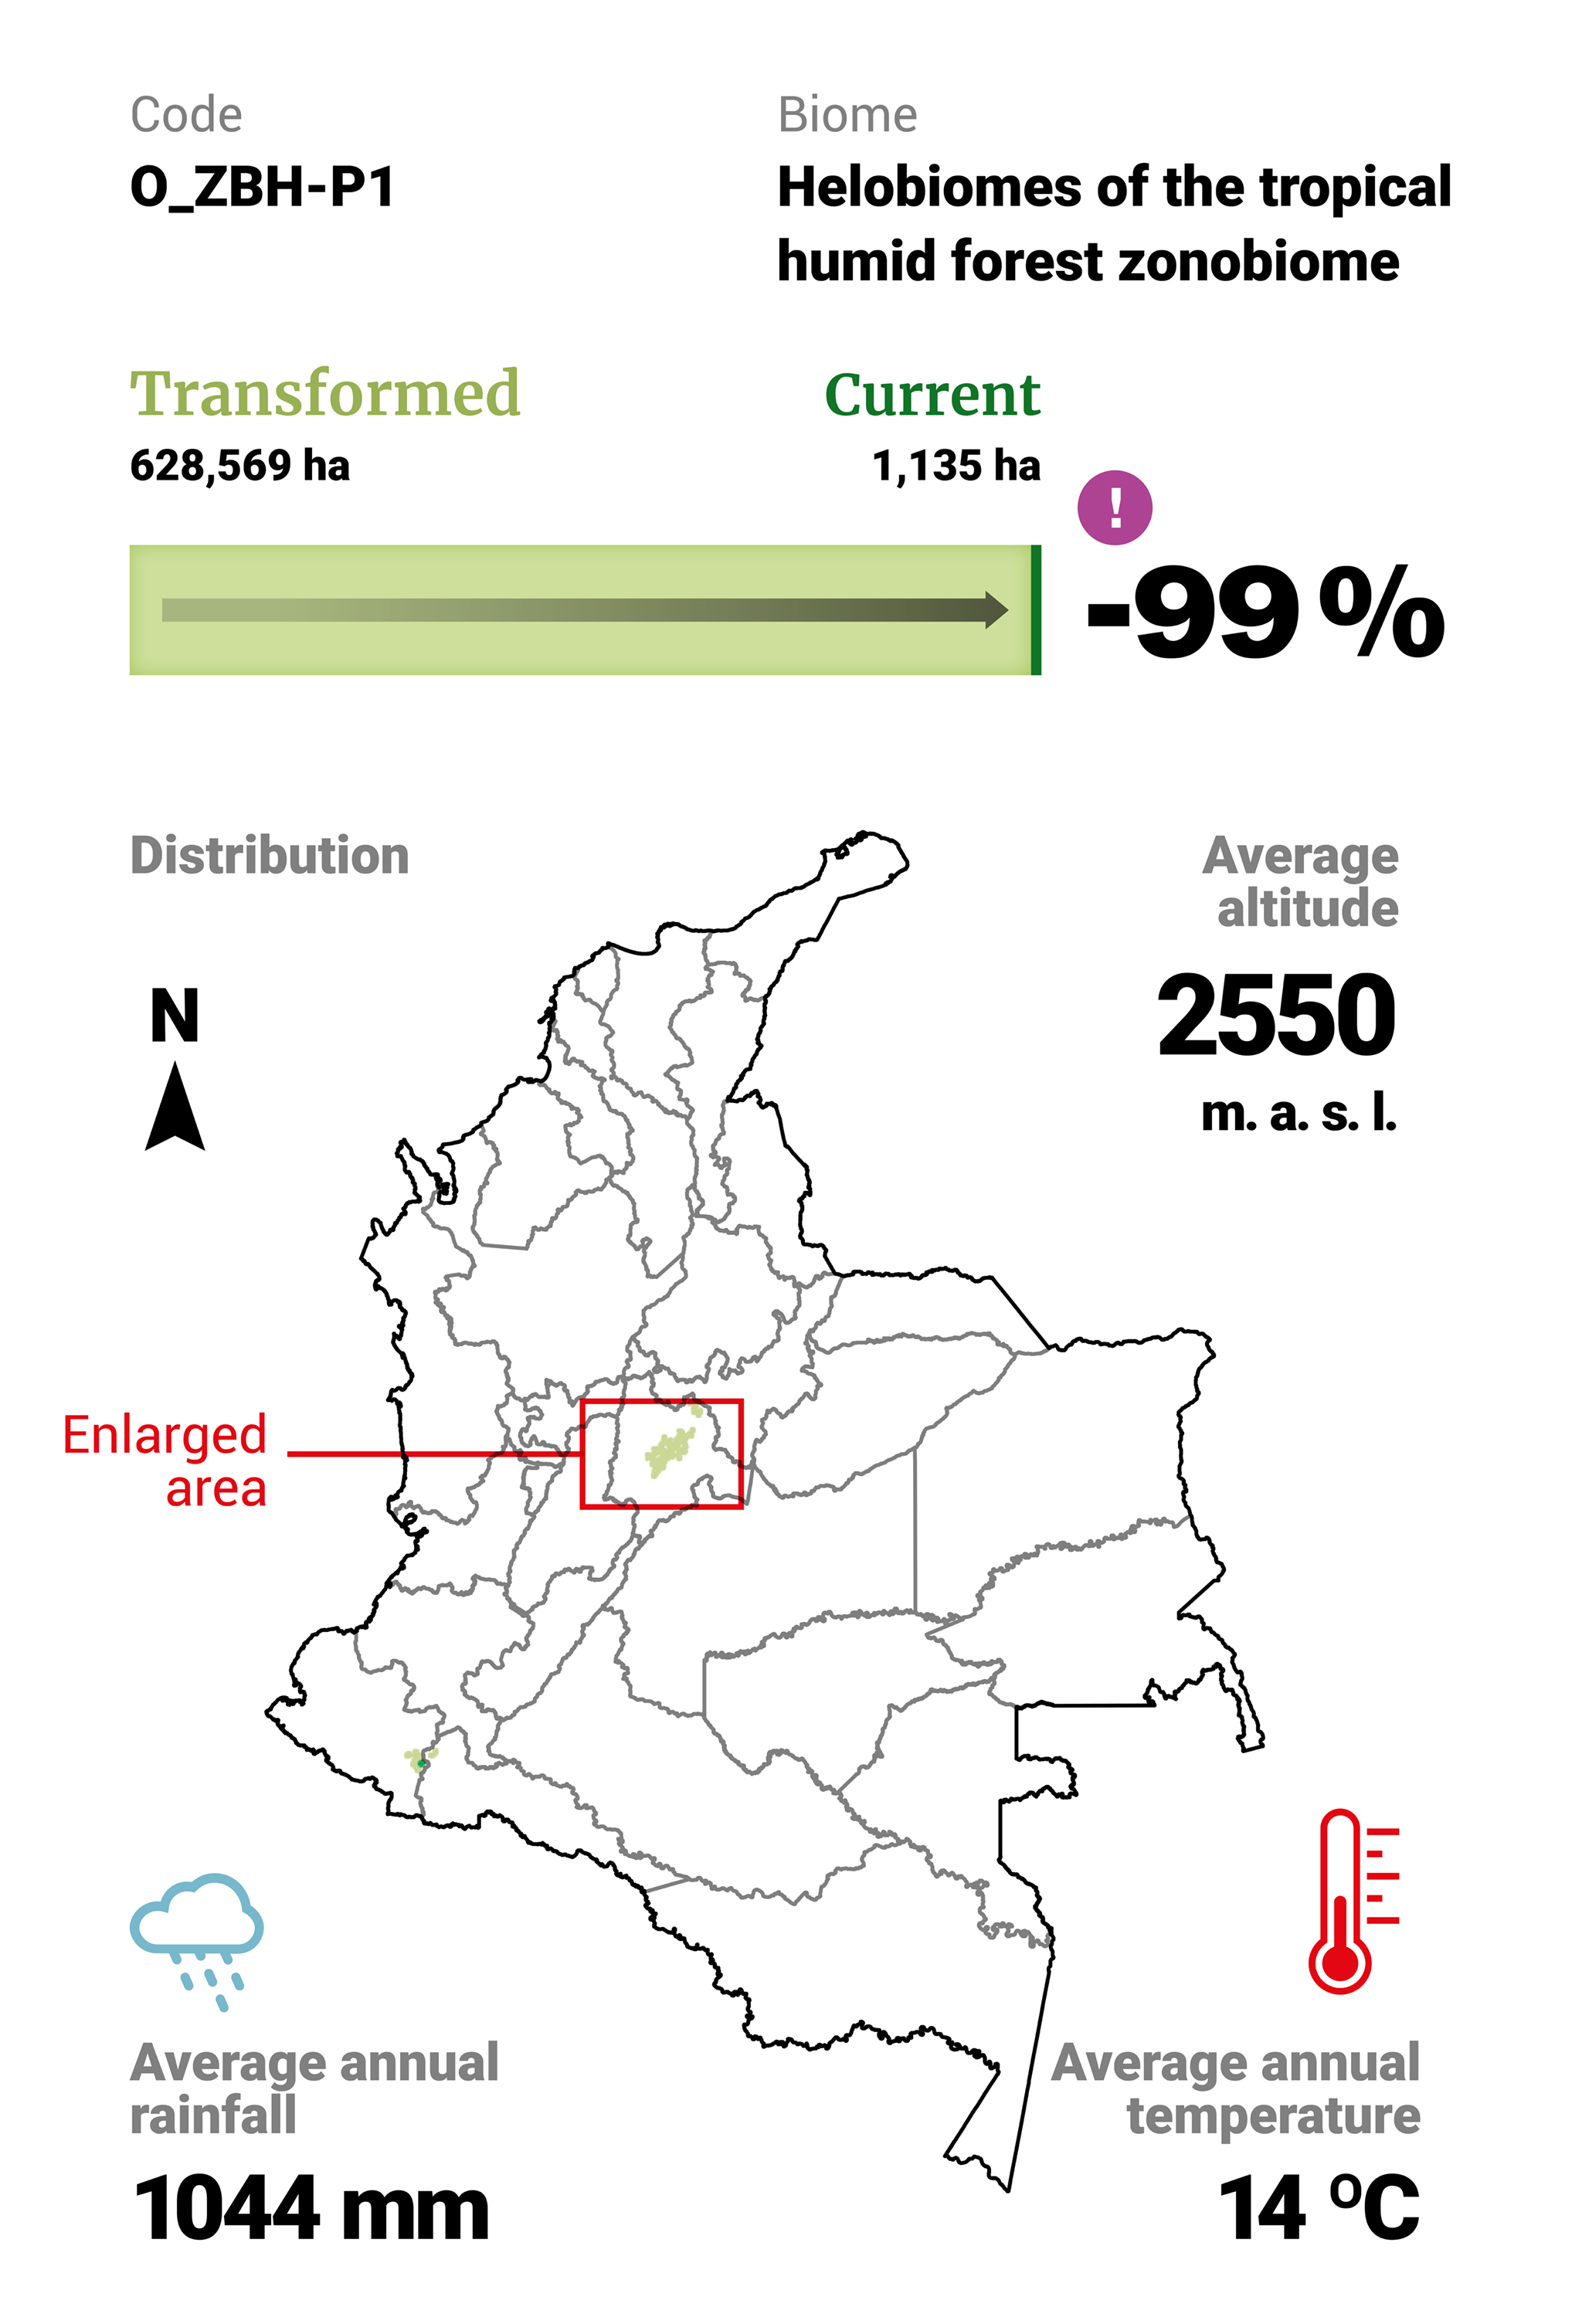 Code
O_ZBH-P1
Biome
Helobiomes of the tropical
humid forest zonobiome
Transformed
628,569 ha
Current
1,135 ha
!
-99 %
Distribution
N
Average
altitude
2550
m. a. s. l.
Enlarged
area
Average annual
rainfall
1044 mm
Average annual
temperature
14 ºC